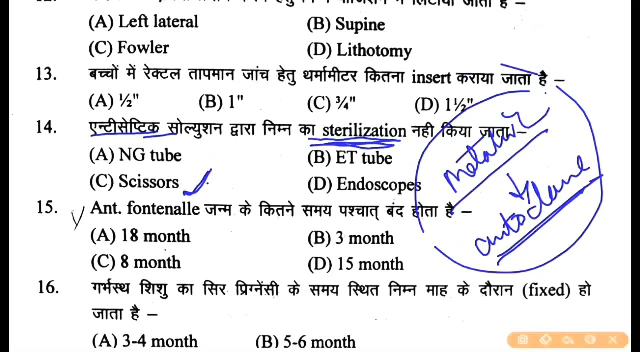 (A) Left lateral (B) Supine
(C) Fowler (D) Lithotomy
13. बच्चों में रेक्टल तापमान जांच हेतु थर्मामीटर कितना insert कराया जाता है –
(A) ½" (B) 1" (C) ¾" (D) 1½"
14. एन्टीसेप्टिक सोल्युशन द्वारा निम्न का sterilization नही किया जाता–
(A) NG tube (B) ET tube
(C) Scissors (D) Endoscopes
15. Ant. fontenalle जन्म के कितने समय पश्चात् बंद होता है –
(A) 18 month (B) 3 month
(C) 8 month (D) 15 month
16. गर्भस्थ शिशु का सिर प्रिग्नेंसी के समय स्थित निम्न माह के दौरान (fixed) हो
जाता है –
(A) 3-4 month (B) 5-6 month